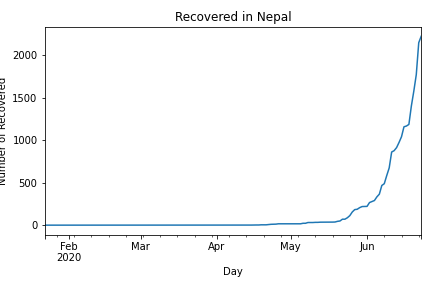 Recovered in Nepal
Number of Recovered
2000
1500
1000
500
0
Feb
2020
Mar
Apr
May
Jun
Day